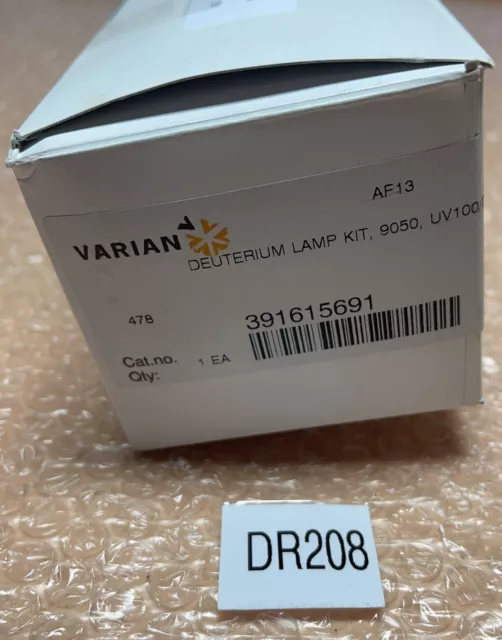 AF13
VARIAN
DEUTERIUM LAMP KIT, 9050, UV100
478
391615691
Cat.no.
1 EA
Qty:
DR208